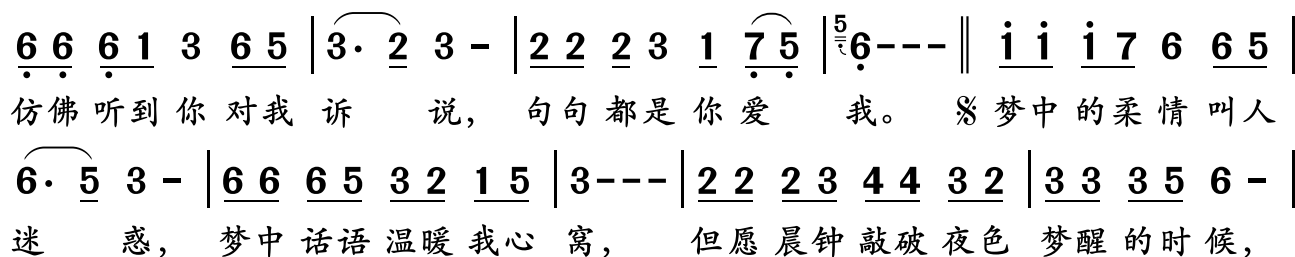 6 6 6 1 3 6 5 | 3· 2 3 - | 2 2 2 3 1 7 5 | 5 6 - - - ‖ i i i 7 6 6 5 |
仿佛 听到 你 对我 诉 说, 句句 都是 你 爱 我。 𝄋 梦中 的柔 情 叫人
6· 5 3 - | 6 6 6 5 3 2 1 5 | 3 - - - | 2 2 2 3 4 4 3 2 | 3 3 3 5 6 - |
迷 惑, 梦中 话语 温暖 我心 窝, 但愿 晨钟 敲破 夜色 梦醒 的时 候,